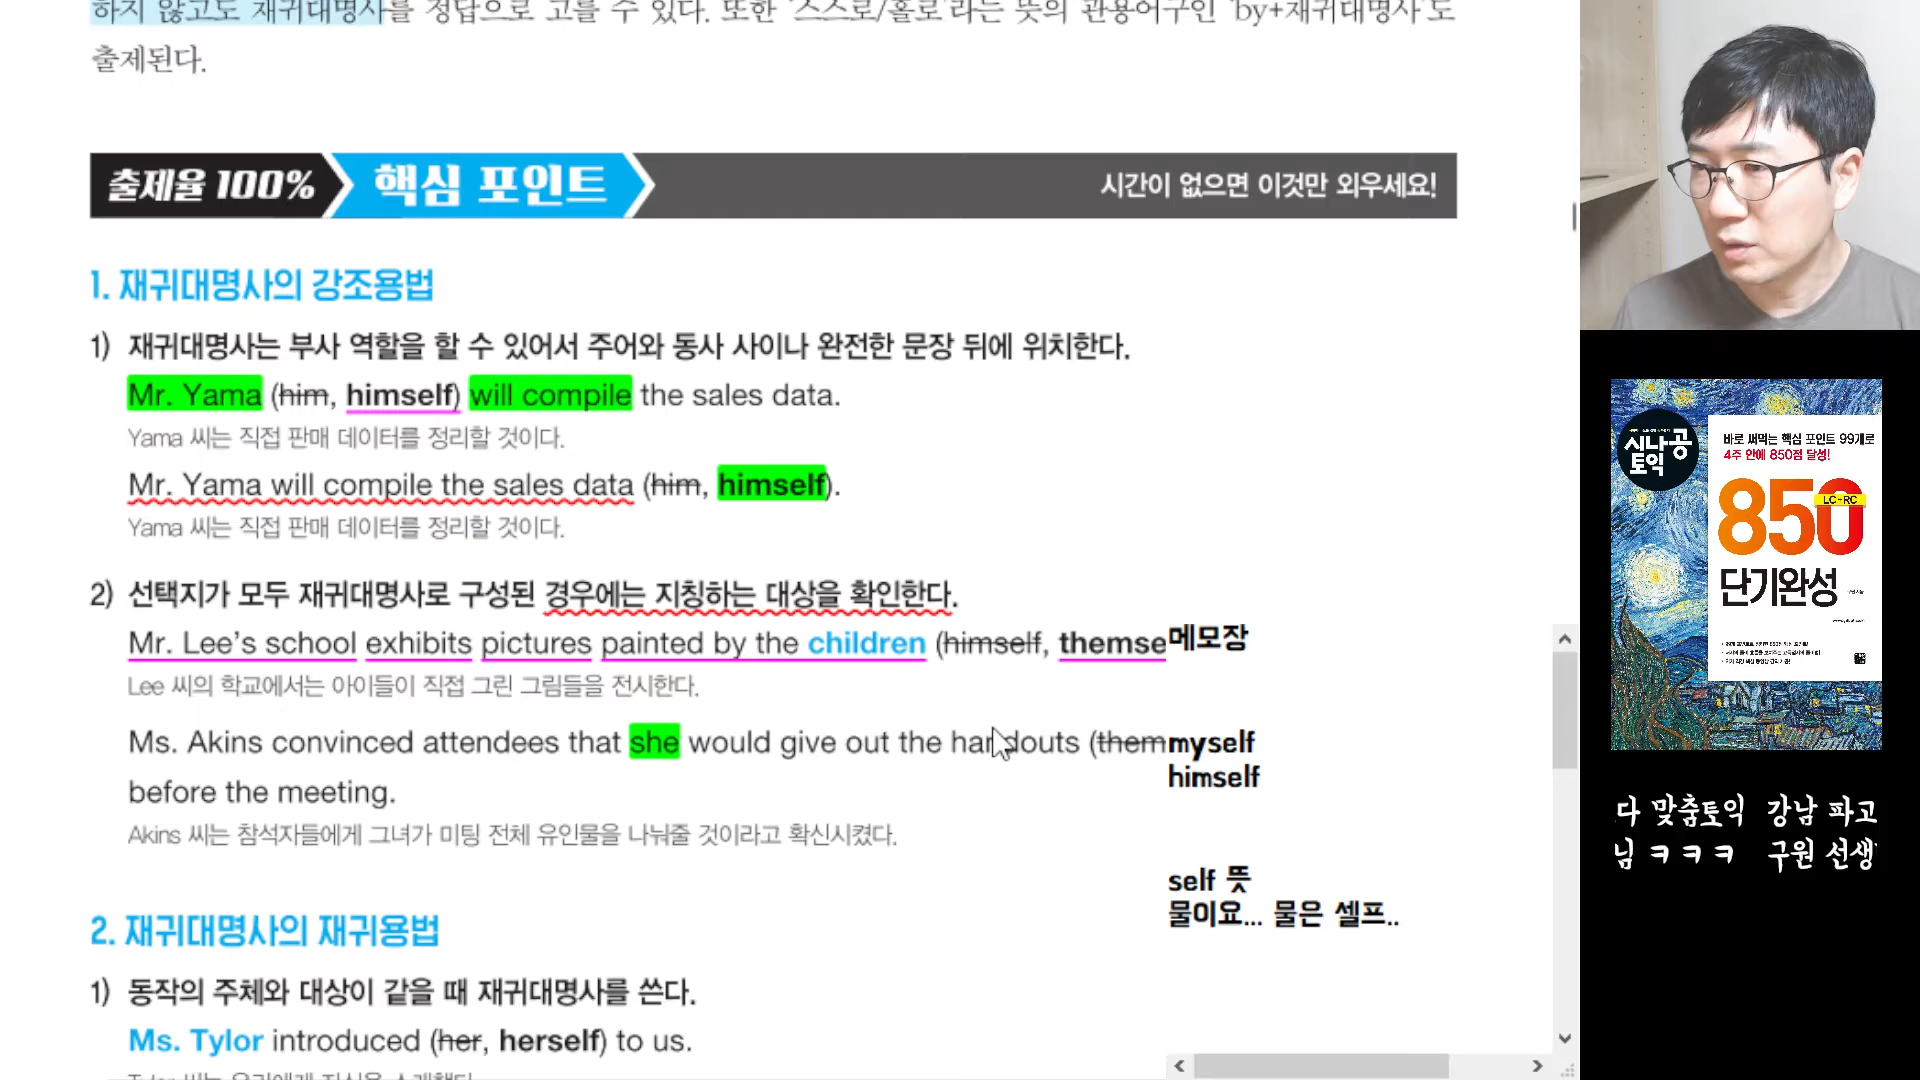 하지 않고도 재귀대명사를 정답으로 고를 수 있다. 또한 '스스로/홀로'라는 뜻의 관용어구인 'by+재귀대명사'도
출제된다.
출제율 100% 핵심 포인트 시간이 없으면 이것만 외우세요!
1. 재귀대명사의 강조용법
1) 재귀대명사는 부사 역할을 할 수 있어서 주어와 동사 사이나 완전한 문장 뒤에 위치한다.
Mr. Yama (him, himself) will compile the sales data.
Yama 씨는 직접 판매 데이터를 정리할 것이다.
Mr. Yama will compile the sales data (him, himself).
Yama 씨는 직접 판매 데이터를 정리할 것이다.
2) 선택지가 모두 재귀대명사로 구성된 경우에는 지칭하는 대상을 확인한다.
Mr. Lee's school exhibits pictures painted by the children (himself, themse
Lee 씨의 학교에서는 아이들이 직접 그린 그림들을 전시한다.
Ms. Akins convinced attendees that she would give out the handouts (them
before the meeting.
Akins 씨는 참석자들에게 그녀가 미팅 전체 유인물을 나눠줄 것이라고 확신시켰다.
2. 재귀대명사의 재귀용법
1) 동작의 주체와 대상이 같을 때 재귀대명사를 쓴다.
Ms. Tylor introduced (her, herself) to us.
메모장
myself
himself
self 뜻
물이요... 물은 셀프..
시나공
토익
바로 써먹는 핵심 포인트 99개로
4주 안에 850점 달성!
850
LC+RC
단기완성
다 맞춤토익 강남 파고
님 ㅋㅋㅋ 구원 선생